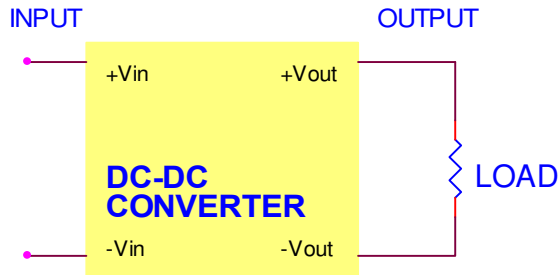 INPUT
OUTPUT
+Vin
+Vout
DC-DC
CONVERTER
LOAD
-Vin
-Vout